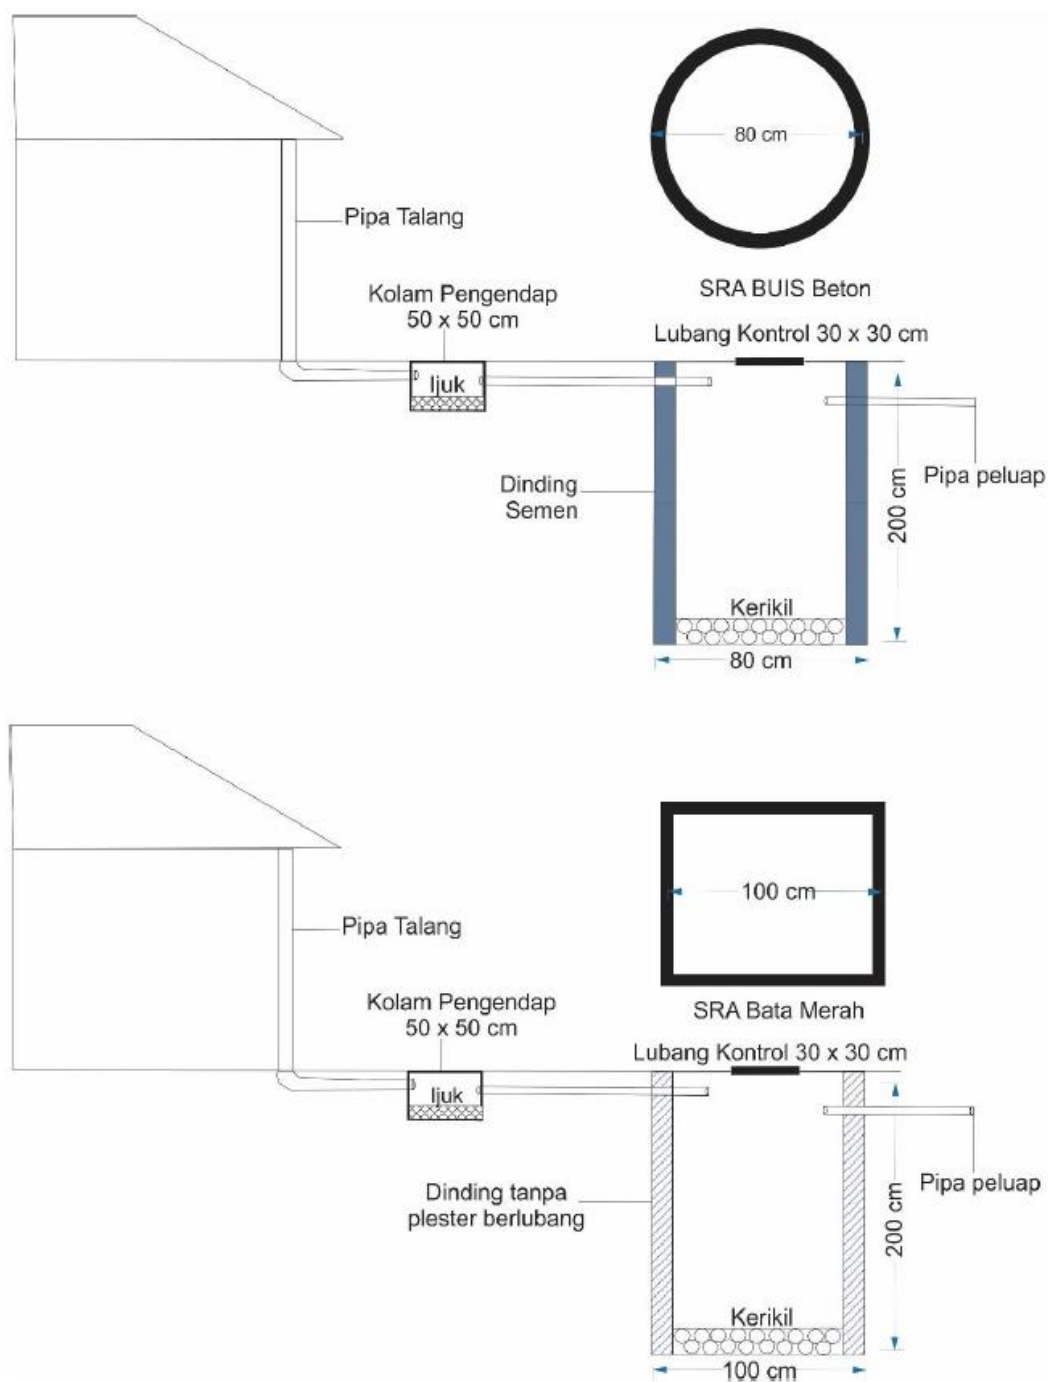 80 cm
Pipa Talang
SRA BUIS Beton
Kolam Pengendap
50 x 50 cm
Lubang Kontrol 30 x 30 cm
Ijuk
Pipa peluap
Dinding
Semen
200 cm
Kerikil
80 cm
100 cm
Pipa Talang
Kolam Pengendap
50 x 50 cm
SRA Bata Merah
Lubang Kontrol 30 x 30 cm
Ijuk
Pipa peluap
Dinding tanpa
plester berlubang
200 cm
Kerikil
100 cm